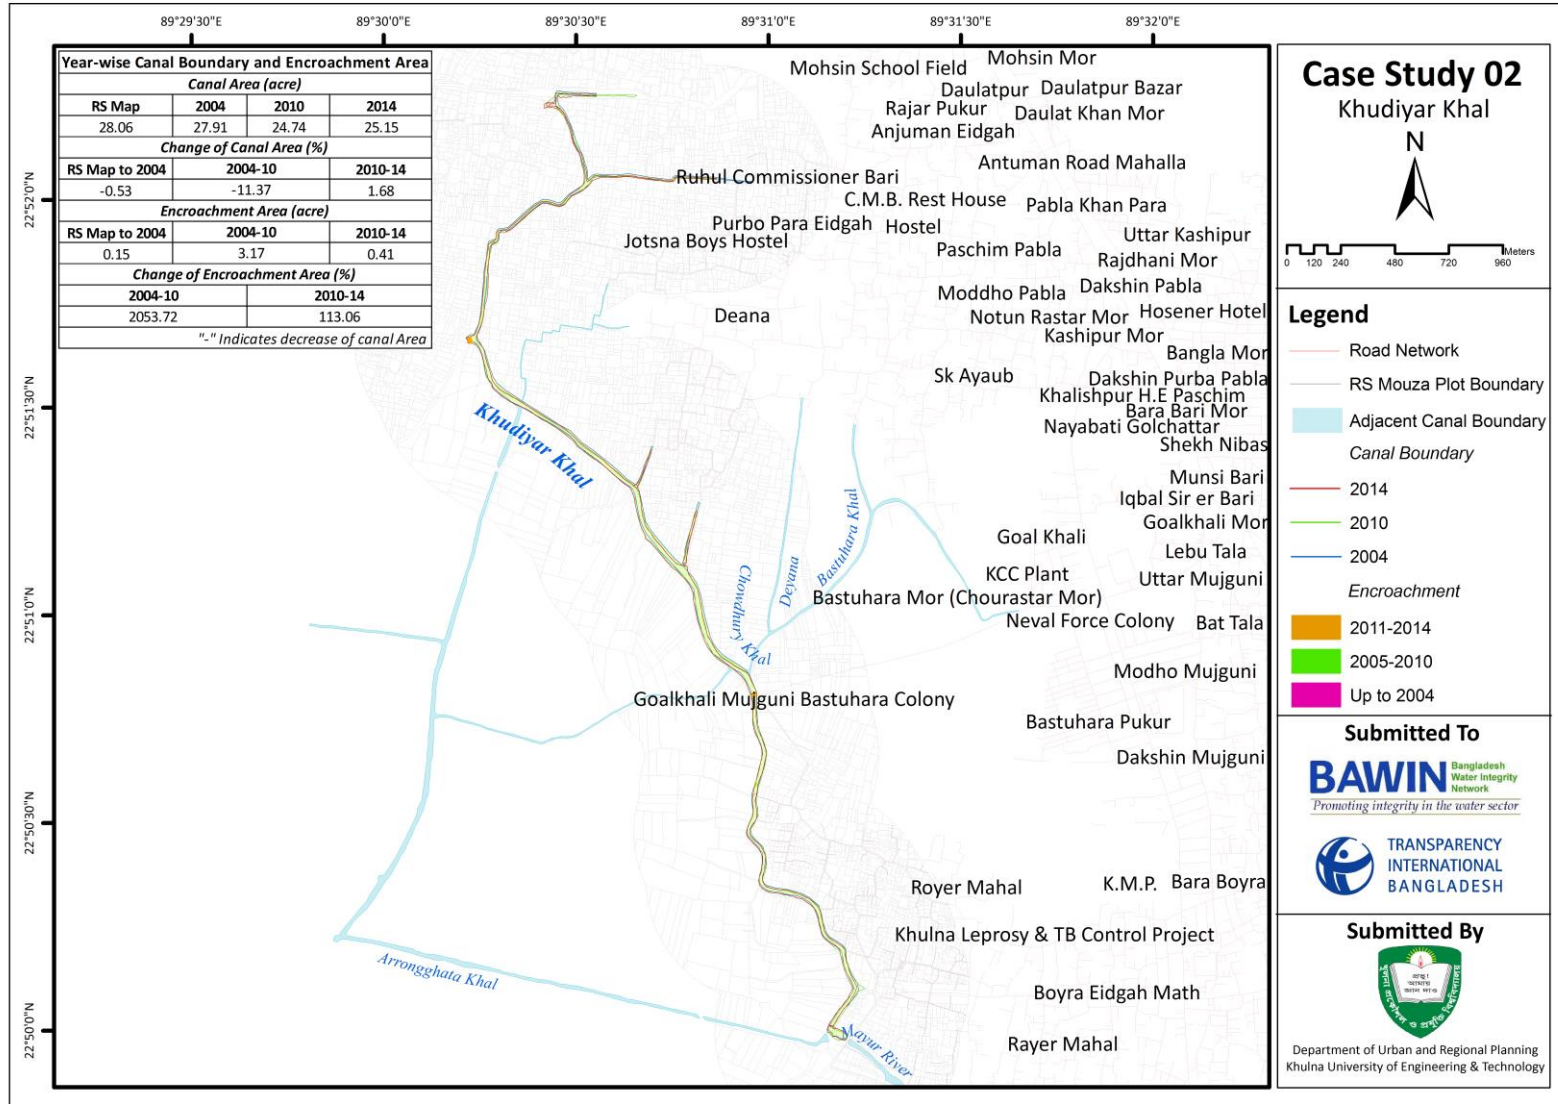 89°29'30"E 89°30'0"E 89°30'30"E 89°31'0"E 89°31'30"E 89°32'0"E
22°52'0"N
22°51'30"N
22°51'0"N
22°50'30"N
22°50'0"N
Year-wise Canal Boundary and Encroachment Area
Canal Area (acre)
RS Map 2004 2010 2014
28.06 27.91 24.74 25.15
Change of Canal Area (%)
RS Map to 2004 2004-10 2010-14
-0.53 -11.37 1.68
Encroachment Area (acre)
RS Map to 2004 2004-10 2010-14
0.15 3.17 0.41
Change of Encroachment Area (%)
2004-10 2010-14
2053.72 113.06
"-" Indicates decrease of canal Area
Mohsin Mor
Mohsin School Field
Daulatpur
Daulatpur Bazar
Rajar Pukur
Daulat Khan Mor
Anjuman Eidgah
Antuman Road Mahalla
Ruhul Commissioner Bari
C.M.B. Rest House
Pabla Khan Para
Purbo Para Eidgah
Hostel
Uttar Kashipur
Jotsna Boys Hostel
Paschim Pabla
Rajdhani Mor
Dakshin Pabla
Moddho Pabla
Deana
Notun Rastar Mor
Hosener Hotel
Kashipur Mor
Bangla Mor
Sk Ayaub
Dakshin Purba Pabla
Khalishpur H.E Paschim
Bara Bari Mor
Nayabati Golchattar
Shekh Nibas
Khudiyar Khal
Munsi Bari
Iqbal Sir er Bari
Goalkhali Mor
Goal Khali
Lebu Tala
KCC Plant
Uttar Mujguni
Bastuhara Khal
Deyana
Chowdhury Khal
Bastuhara Mor (Chourastar Mor)
Neval Force Colony
Bat Tala
Modho Mujguni
Goalkhali Mujguni Bastuhara Colony
Bastuhara Pukur
Dakshin Mujguni
Royer Mahal
K.M.P.
Bara Boyra
Khulna Leprosy & TB Control Project
Arrongghata Khal
Boyra Eidgah Math
Rayer Mahal
Mayur River
Case Study 02
Khudiyar Khal
N
0 120 240 480 720 960 Meters
Legend
Road Network
RS Mouza Plot Boundary
Adjacent Canal Boundary
Canal Boundary
2014
2010
2004
Encroachment
2011-2014
2005-2010
Up to 2004
Submitted To
BAWIN
Bangladesh
Water Integrity
Network
Promoting integrity in the water sector
TRANSPARENCY
INTERNATIONAL
BANGLADESH
Submitted By
প্রভু!
আমায়
জ্ঞান দাও
খুলনা প্রকৌশল ও প্রযুক্তি বিশ্ববিদ্যালয়
Department of Urban and Regional Planning
Khulna University of Engineering & Technology